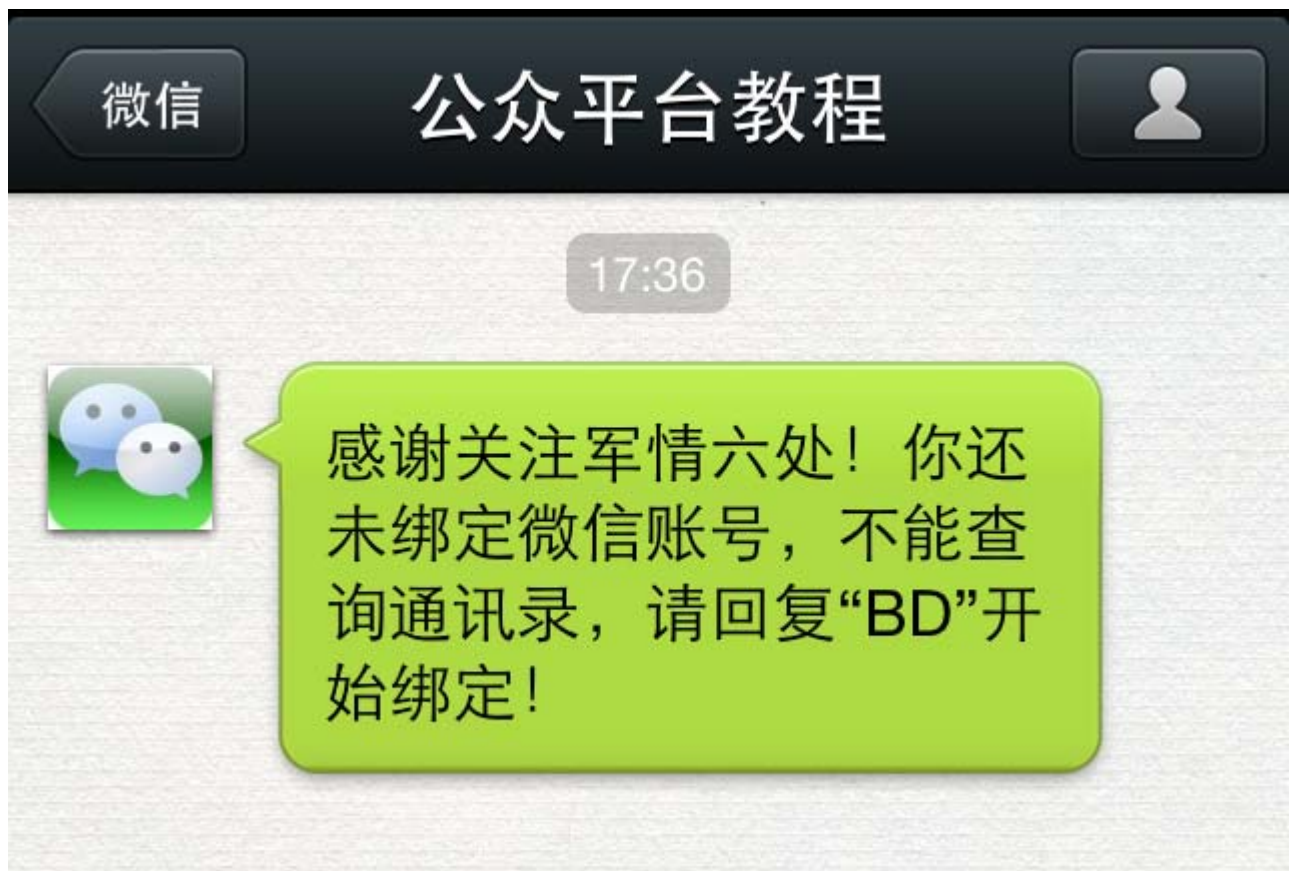 微信
公众平台教程
17:36
感谢关注军情六处！你还
未绑定微信账号，不能查
询通讯录，请回复“BD”开
始绑定！